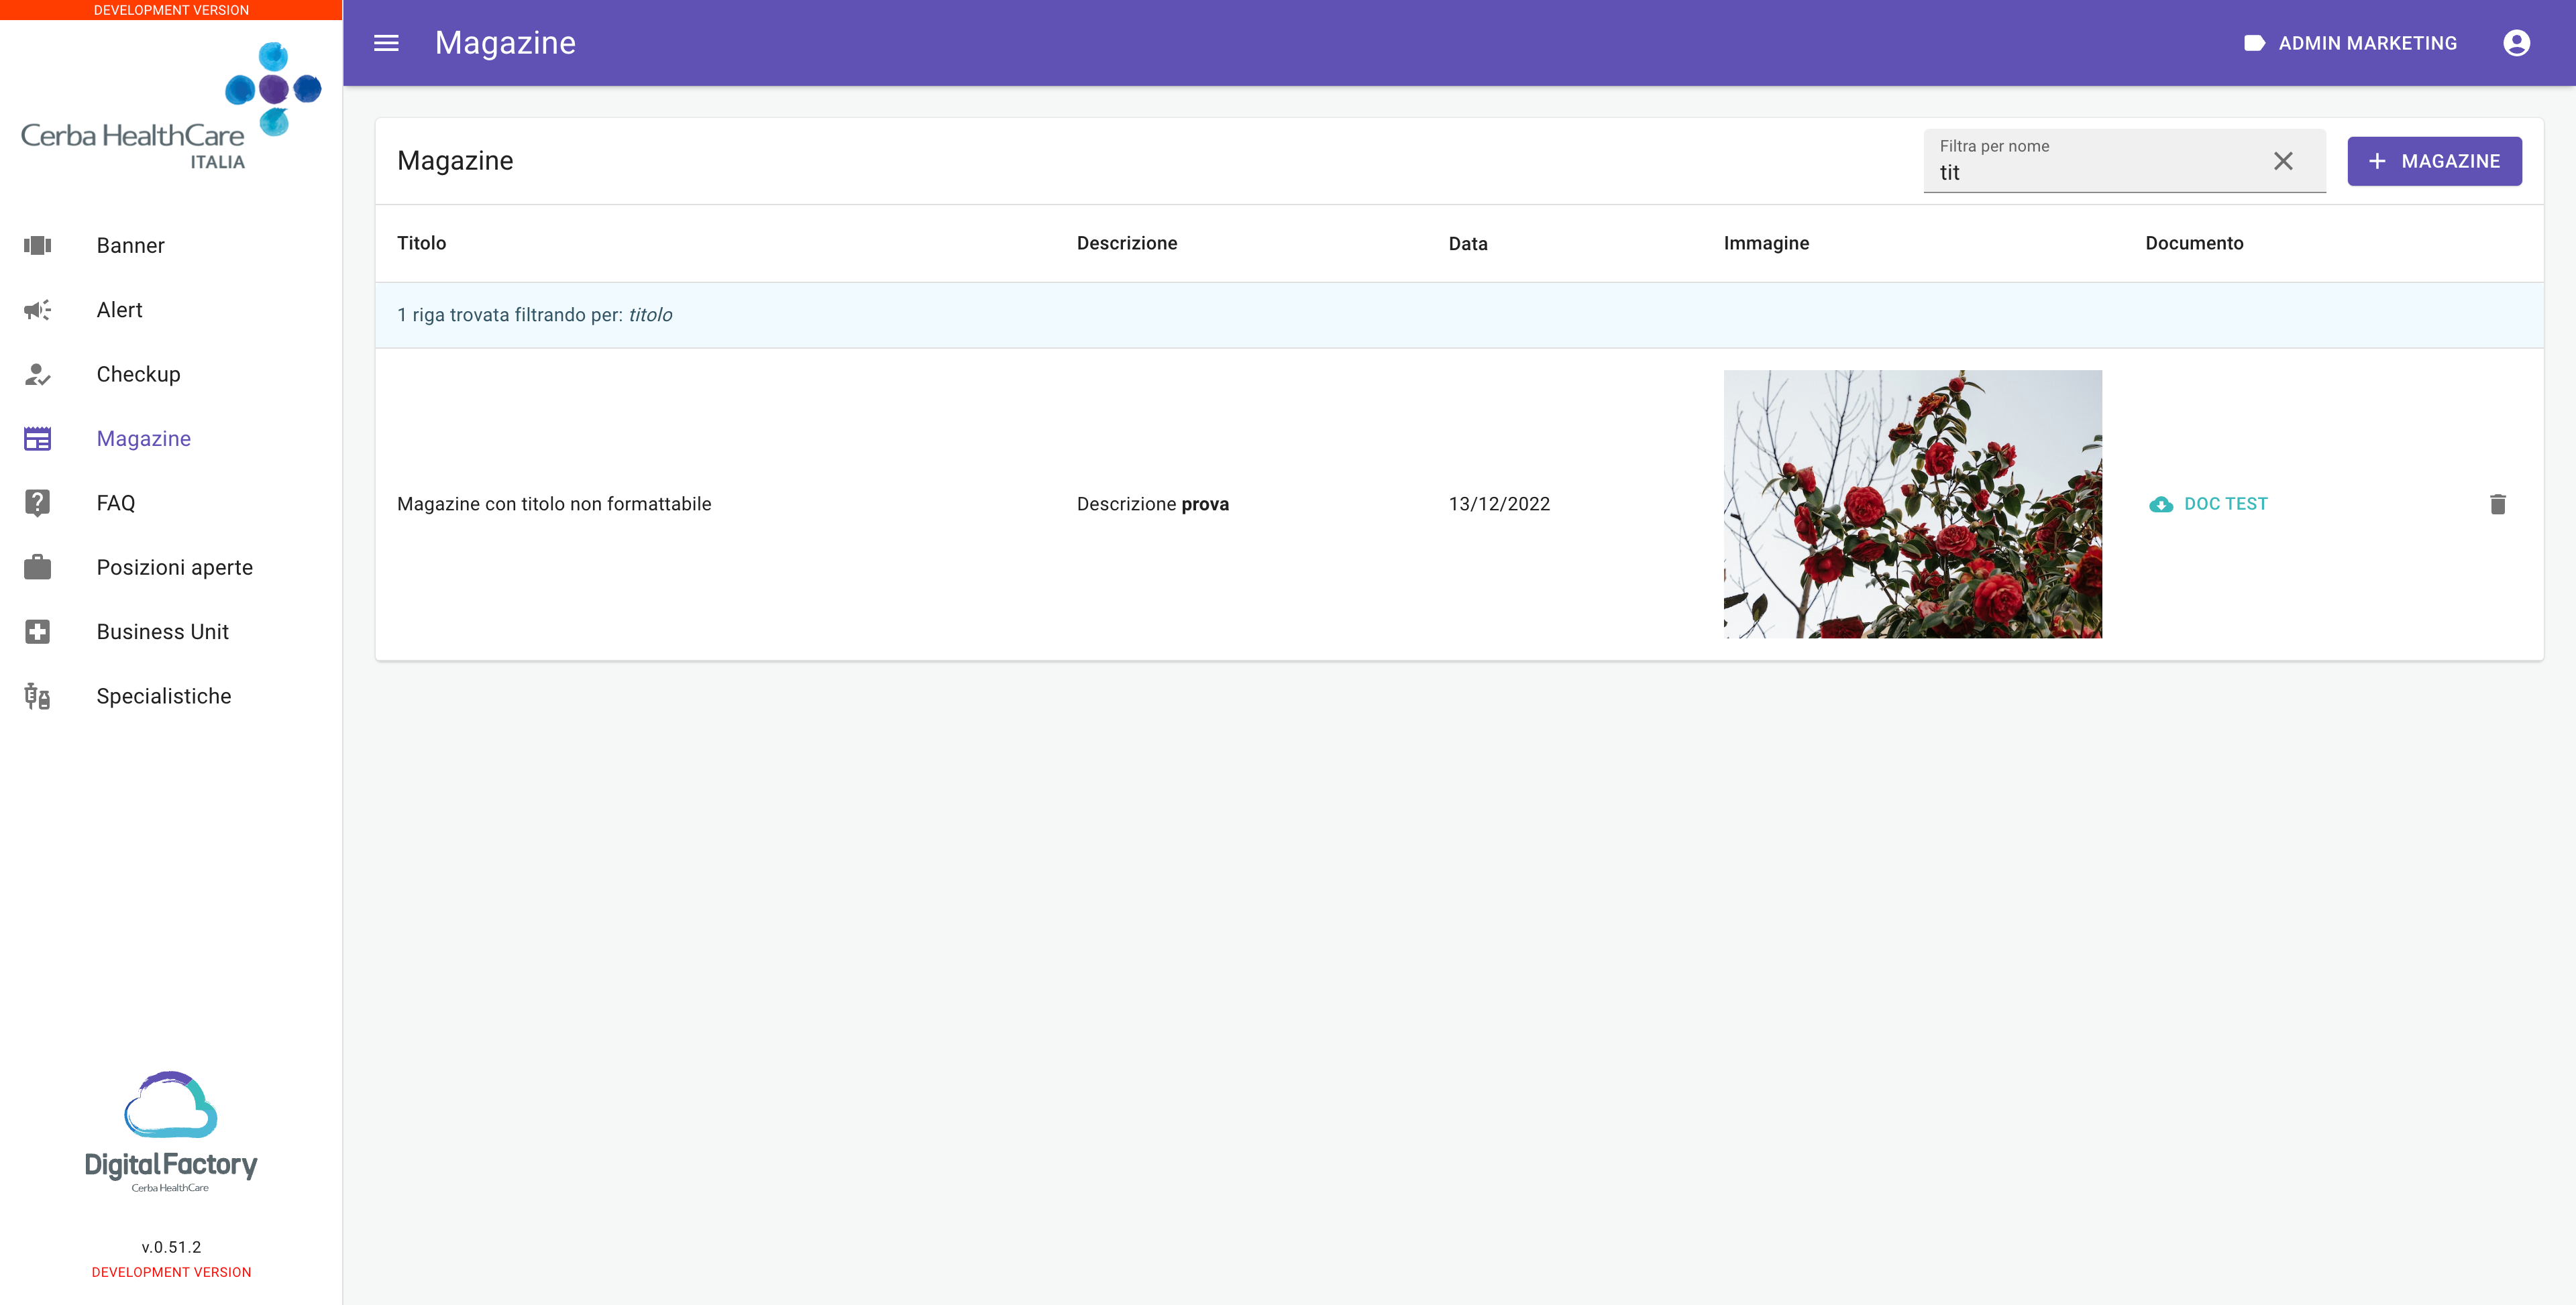 DEVELOPMENT VERSION
Cerba HealthCare
ITALIA
Banner
Alert
Checkup
Magazine
FAQ
Posizioni aperte
Business Unit
Specialistiche
DigitalFactory
Cerba HealthCare
v.0.51.2
DEVELOPMENT VERSION
Magazine
ADMIN MARKETING
Magazine
Filtra per nome
tit
MAGAZINE
Titolo Descrizione Data Immagine Documento
1 riga trovata filtrando per: titolo
Magazine con titolo non formattabile Descrizione prova 13/12/2022 DOC TEST